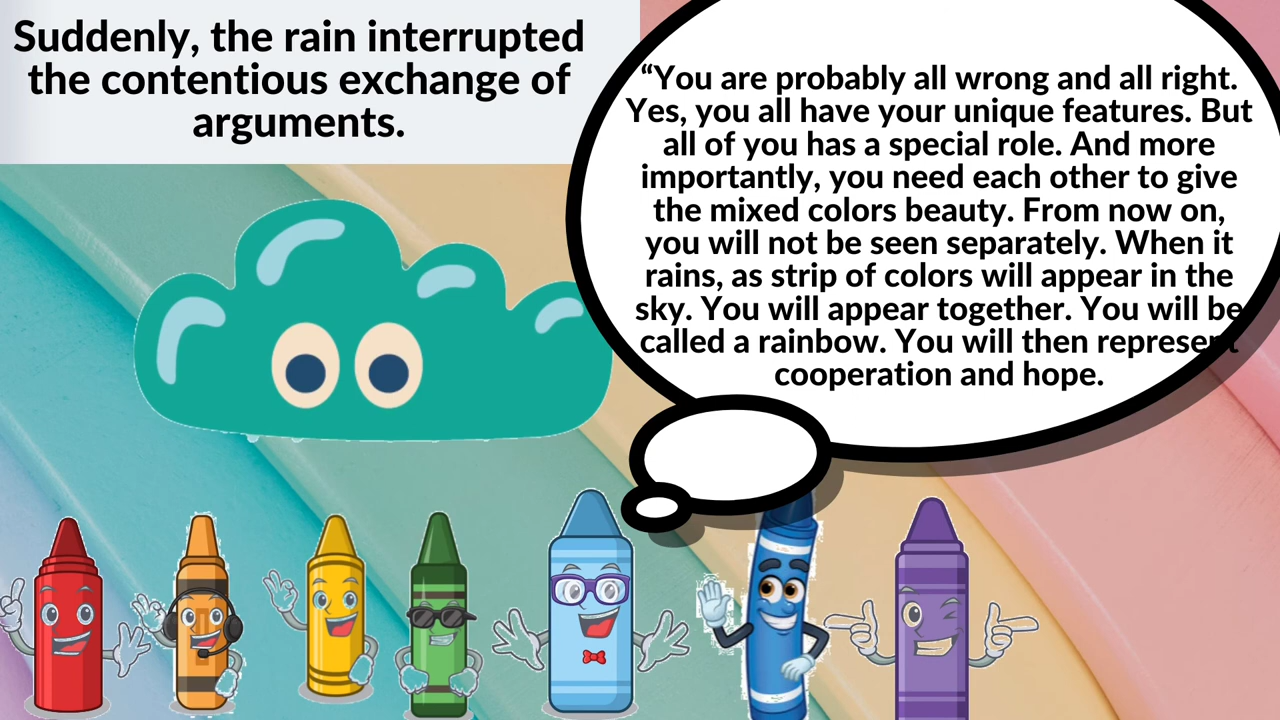 Suddenly, the rain interrupted
the contentious exchange of
arguments.
“You are probably all wrong and all right.
Yes, you all have your unique features. But
all of you has a special role. And more
importantly, you need each other to give
the mixed colors beauty. From now on,
you will not be seen separately. When it
rains, as strip of colors will appear in the
sky. You will appear together. You will be
called a rainbow. You will then represent
cooperation and hope.